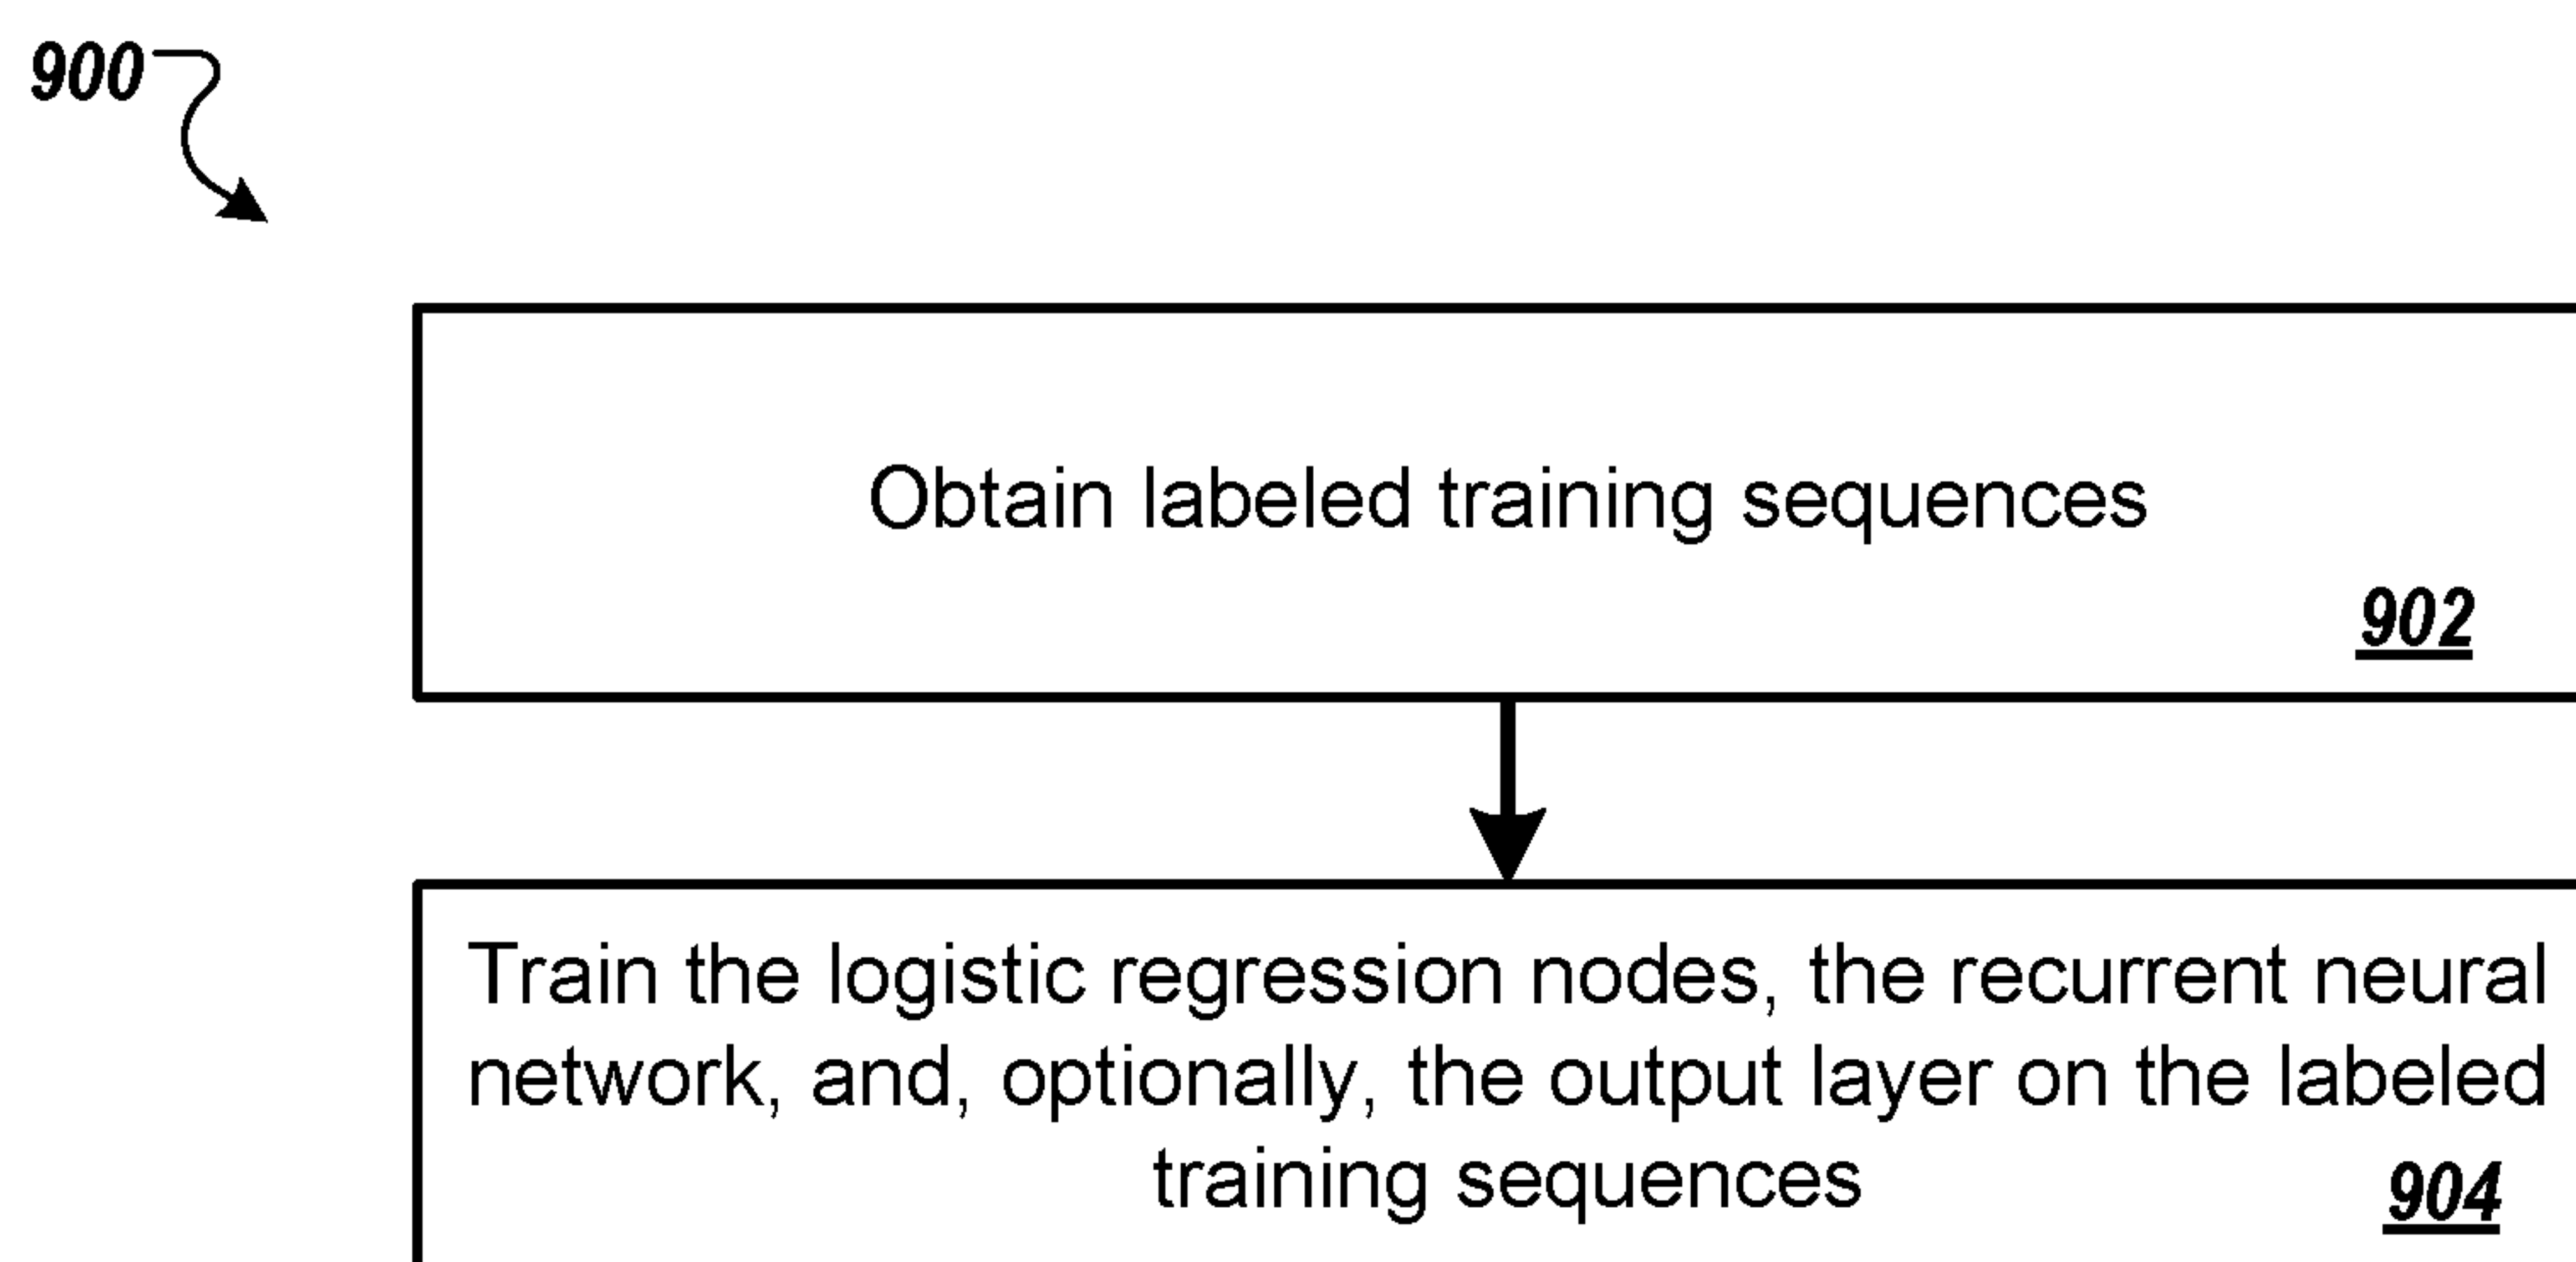 900
Obtain labeled training sequences
902
Train the logistic regression nodes, the recurrent neural
network, and, optionally, the output layer on the labeled
training sequences
904